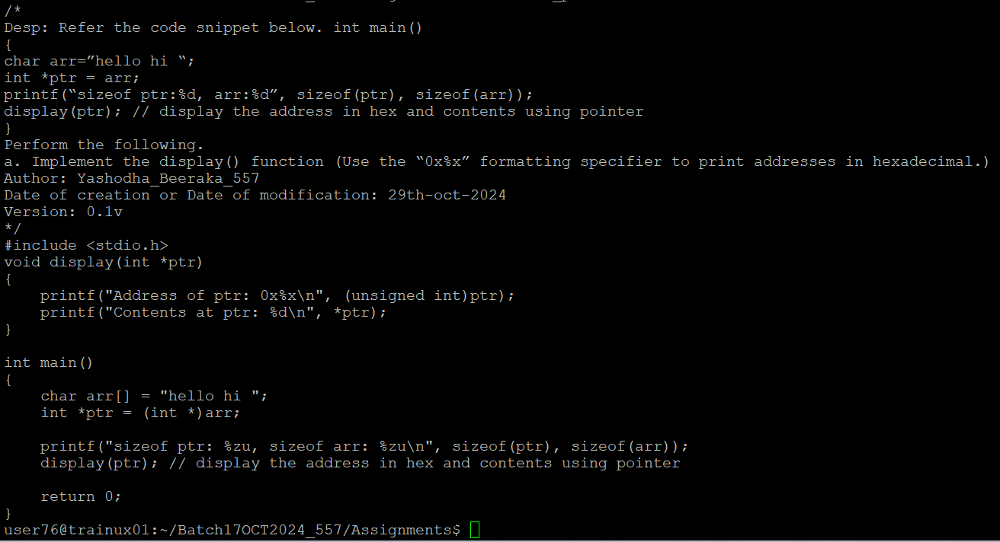 /*
Desp: Refer the code snippet below. int main()
{
char arr=”hello hi “;
int *ptr = arr;
printf(“sizeof ptr:%d, arr:%d”, sizeof(ptr), sizeof(arr));
display(ptr); // display the address in hex and contents using pointer
}
Perform the following.
a. Implement the display() function (Use the “0x%x” formatting specifier to print addresses in hexadecimal.)
Author: Yashodha_Beeraka_557
Date of creation or Date of modification: 29th-oct-2024
Version: 0.1v
*/
#include <stdio.h>
void display(int *ptr)
{
    printf("Address of ptr: 0x%x\n", (unsigned int)ptr);
    printf("Contents at ptr: %d\n", *ptr);
}

int main()
{
    char arr[] = "hello hi ";
    int *ptr = (int *)arr;

    printf("sizeof ptr: %zu, sizeof arr: %zu\n", sizeof(ptr), sizeof(arr));
    display(ptr); // display the address in hex and contents using pointer

    return 0;
}
user76@trainux01:~/Batch17OCT2024_557/Assignments$